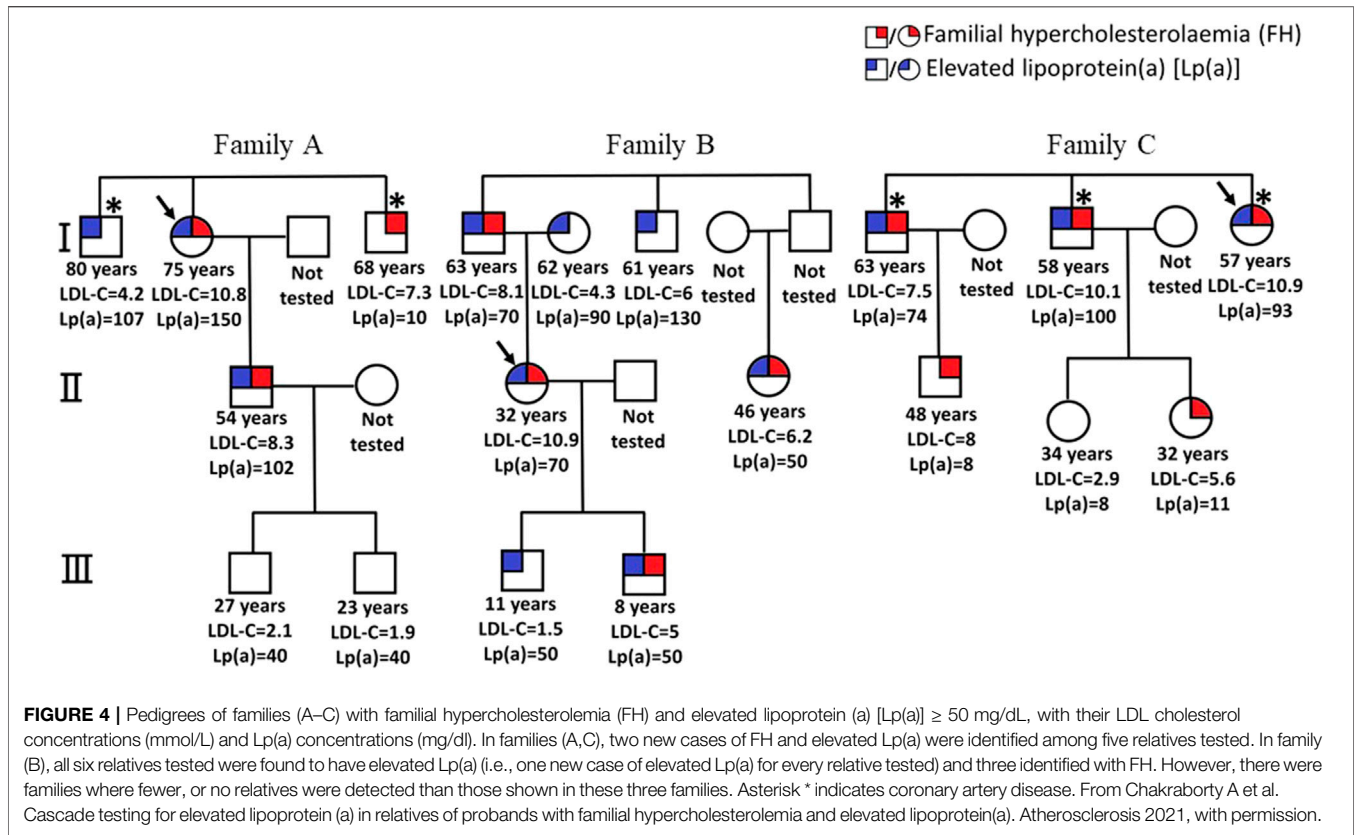 Familial hypercholesterolaemia (FH)
Elevated lipoprotein(a) [Lp(a)]
Family A
Family B
Family C
I
* * * * *
80 years
LDL-C=4.2
Lp(a)=107
75 years
LDL-C=10.8
Lp(a)=150
Not
tested
68 years
LDL-C=7.3
Lp(a)=10
63 years
LDL-C=8.1
Lp(a)=70
62 years
LDL-C=4.3
Lp(a)=90
61 years
LDL-C=6
Lp(a)=130
Not
tested
Not
tested
63 years
LDL-C=7.5
Lp(a)=74
Not
tested
58 years
LDL-C=10.1
Lp(a)=100
Not
tested
57 years
LDL-C=10.9
Lp(a)=93
II
54 years
LDL-C=8.3
Lp(a)=102
Not
tested
32 years
LDL-C=10.9
Lp(a)=70
Not
tested
46 years
LDL-C=6.2
Lp(a)=50
48 years
LDL-C=8
Lp(a)=8
34 years
LDL-C=2.9
Lp(a)=8
32 years
LDL-C=5.6
Lp(a)=11
III
27 years
LDL-C=2.1
Lp(a)=40
23 years
LDL-C=1.9
Lp(a)=40
11 years
LDL-C=1.5
Lp(a)=50
8 years
LDL-C=5
Lp(a)=50
FIGURE 4 | Pedigrees of families (A–C) with familial hypercholesterolemia (FH) and elevated lipoprotein (a) [Lp(a)] ≥ 50 mg/dL, with their LDL cholesterol
concentrations (mmol/L) and Lp(a) concentrations (mg/dl). In families (A,C), two new cases of FH and elevated Lp(a) were identified among five relatives tested. In family
(B), all six relatives tested were found to have elevated Lp(a) (i.e., one new case of elevated Lp(a) for every relative tested) and three identified with FH. However, there were
families where fewer, or no relatives were detected than those shown in these three families. Asterisk * indicates coronary artery disease. From Chakraborty A et al.
Cascade testing for elevated lipoprotein (a) in relatives of probands with familial hypercholesterolemia and elevated lipoprotein(a). Atherosclerosis 2021, with permission.